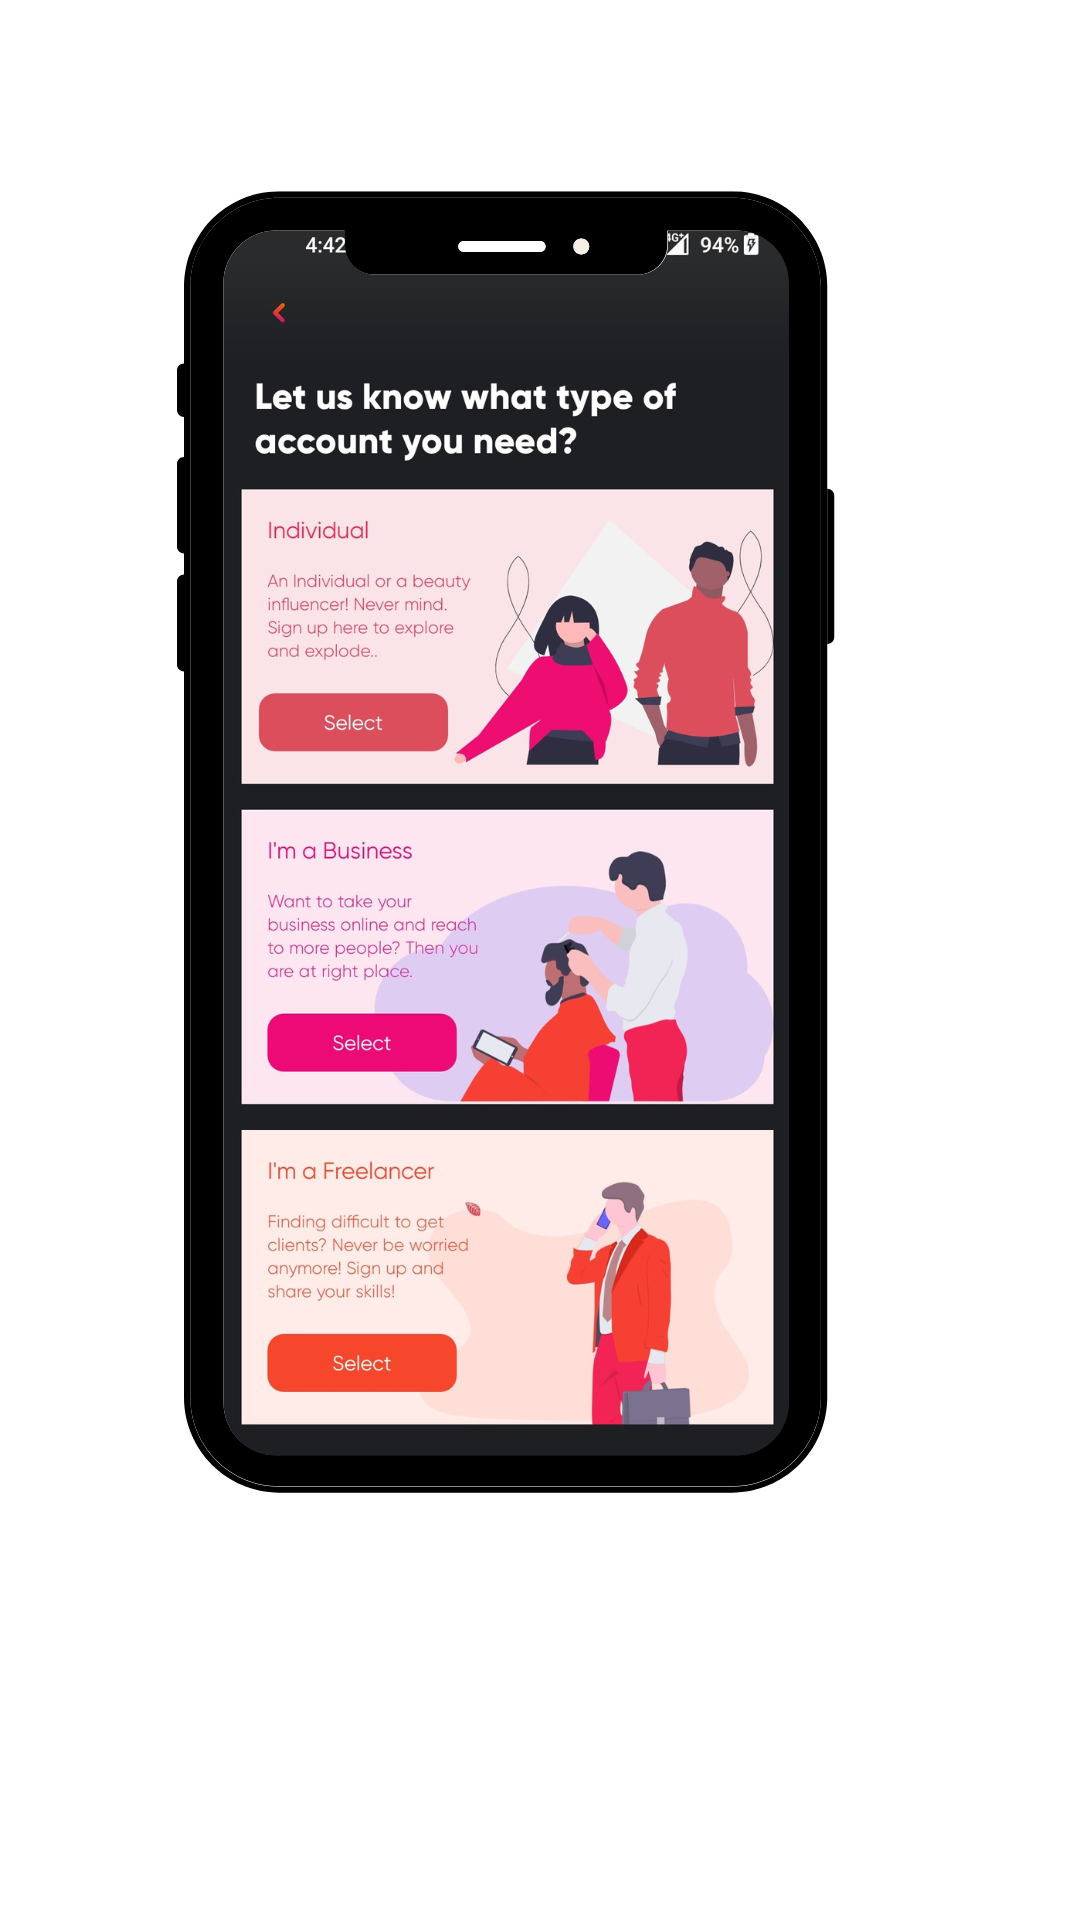 4:42
4G+ 94%
Let us know what type of
account you need?
Individual
An Individual or a beauty
influencer! Never mind.
Sign up here to explore
and explode..
Select
I'm a Business
Want to take your
business online and reach
to more people? Then you
are at right place.
Select
I'm a Freelancer
Finding difficult to get
clients? Never be worried
anymore! Sign up and
share your skills!
Select